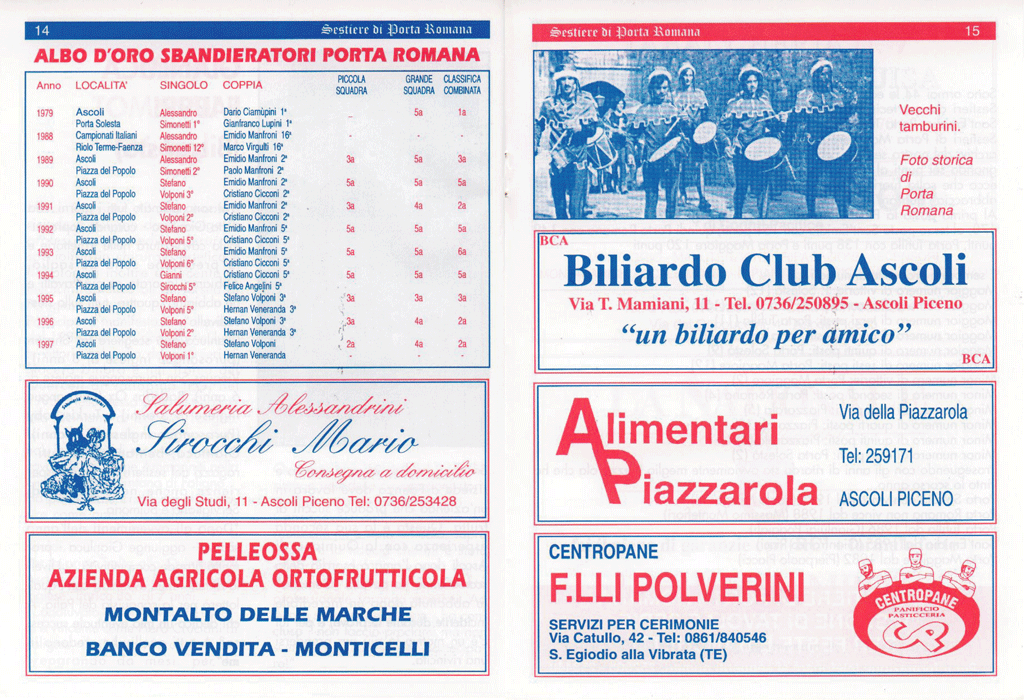 14
Sestiere di Porta Romana
ALBO D'ORO SBANDIERATORI PORTA ROMANA
Anno LOCALITA' SINGOLO COPPIA PICCOLA SQUADRA GRANDE SQUADRA CLASSIFICA COMBINATA
1979 Ascoli Alessandro Dario Ciamùpini 1ª - 5a 1a
Porta Solesta Simonetti 1° Gianfranco Lupini 1ª
1988 Campionati Italiani Alessandro Emidio Manfroni 16ª - - -
Riolo Terme-Faenza Simonetti 12° Marco Virgulti 16ª
1989 Ascoli Alessandro Emidio Manfroni 2ª 3a 5a 3a
Piazza del Popolo Simonetti 2° Paolo Manfroni 2ª
1990 Ascoli Stefano Emidio Manfroni 2ª 5a 5a 5a
Piazza del Popolo Volponi 3° Cristiano Cicconi 2ª
1991 Ascoli Stefano Emidio Manfroni 2ª 3a 4a 2a
Piazza del Popolo Volponi 2° Cristiano Cicconi 2ª
1992 Ascoli Stefano Emidio Manfroni 5ª 5a 5a 5a
Piazza del Popolo Volponi 5° Cristiano Cicconi 5ª
1993 Ascoli Stefano Emidio Manfroni 5ª 5a 5a 6a
Piazza del Popolo Volponi 6° Cristiano Cicconi 5ª
1994 Ascoli Gianni Cristiano Cicconi 5ª 5a 5a 5a
Piazza del Popolo Sirocchi 5° Felice Angelini 5ª
1995 Ascoli Stefano Stefano Volponi 3ª 3a 3a 3a
Piazza del Popolo Volponi 2° Hernan Veneranda 3ª
1996 Ascoli Stefano Stefano Volponi 3ª 3a 4a 2a
Piazza del Popolo Volponi 2° Hernan Veneranda 3ª
1997 Ascoli Stefano Stefano Volponi 2a 4a 2a
Piazza del Popolo Volponi 1° Hernan Veneranda
Salumeria Alessandrini
Salumeria Alessandrini
Sirocchi Mario
Consegna a domicilio
Via degli Studi, 11 - Ascoli Piceno Tel: 0736/253428
PELLEOSSA
AZIENDA AGRICOLA ORTOFRUTTICOLA
MONTALTO DELLE MARCHE
BANCO VENDITA - MONTICELLI
Sestiere di Porta Romana
15
Vecchi
tamburini.
Foto storica
di
Porta
Romana
BCA
Biliardo Club Ascoli
Via T. Mamiani, 11 - Tel. 0736/250895 - Ascoli Piceno
“un biliardo per amico”
BCA
Alimentari
Piazzarola
Via della Piazzarola
Tel: 259171
ASCOLI PICENO
CENTROPANE
F.LLI POLVERINI
SERVIZI PER CERIMONIE
Via Catullo, 42 - Tel: 0861/840546
S. Egiodio alla Vibrata (TE)
CENTROPANE
PANIFICIO
PASTICCERIA
CP